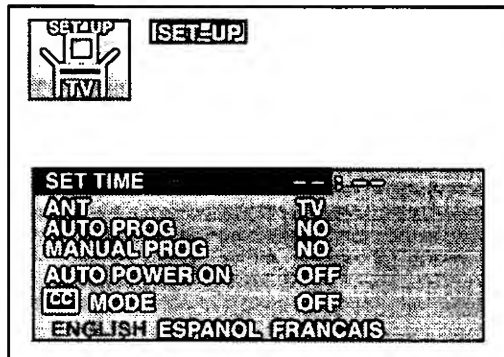 SET-UP
TV
SET-UP
SET TIME – – : – –
ANT TV
AUTO PROG NO
MANUAL PROG NO
AUTO POWER ON OFF
CC MODE OFF
ENGLISH ESPANOL FRANCAIS